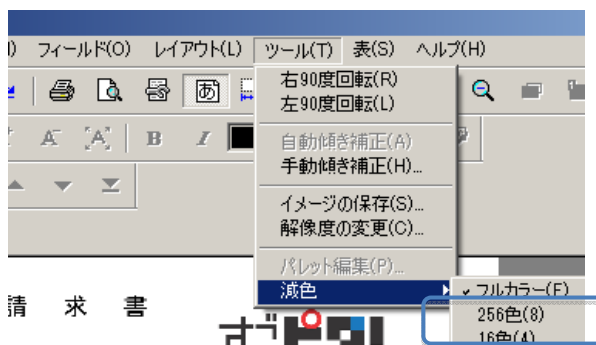 フィールド(O) レイアウト(L) ツール(T) 表(S) ヘルプ(H)
あ
A A B I
右90度回転(R)
左90度回転(L)
自動傾き補正(A)
手動傾き補正(H)...
イメージの保存(S)...
解像度の変更(C)...
パレット編集(P)...
減色
フルカラー(F)
256色(8)
16色(4)
請 求 書